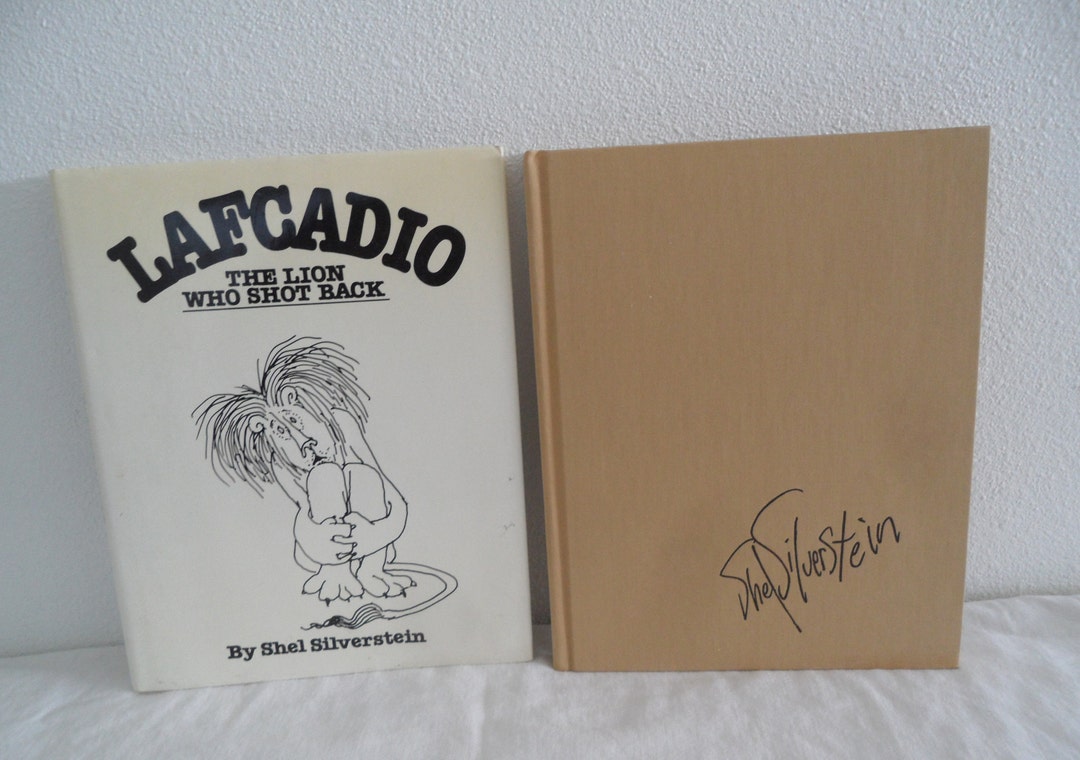 LAFCADIO
THE LION
WHO SHOT BACK
By Shel Silverstein
Shel Silverstein